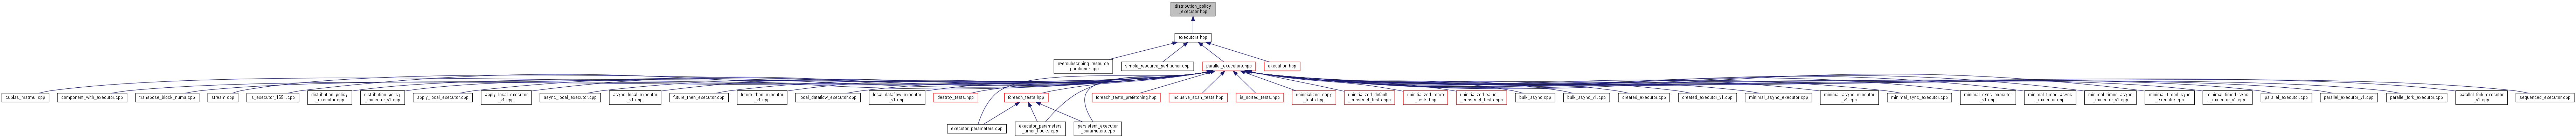 distribution_policy
_executor.hpp
executors.hpp
oversubscribing_resource
_partitioner.cpp
simple_resource_partitioner.cpp
parallel_executors.hpp
execution.hpp
cublas_matmul.cpp
component_with_executor.cpp
transpose_block_numa.cpp
stream.cpp
is_executor_1691.cpp
distribution_policy
_executor.cpp
distribution_policy
_executor_v1.cpp
apply_local_executor.cpp
apply_local_executor
_v1.cpp
async_local_executor.cpp
async_local_executor
_v1.cpp
future_then_executor.cpp
future_then_executor
_v1.cpp
local_dataflow_executor.cpp
local_dataflow_executor
_v1.cpp
destroy_tests.hpp
foreach_tests.hpp
foreach_tests_prefetching.hpp
inclusive_scan_tests.hpp
is_sorted_tests.hpp
uninitialized_copy
_tests.hpp
uninitialized_default
_construct_tests.hpp
uninitialized_move
_tests.hpp
uninitialized_value
_construct_tests.hpp
bulk_async.cpp
bulk_async_v1.cpp
created_executor.cpp
created_executor_v1.cpp
minimal_async_executor.cpp
minimal_async_executor
_v1.cpp
minimal_sync_executor.cpp
minimal_sync_executor
_v1.cpp
minimal_timed_async
_executor.cpp
minimal_timed_async
_executor_v1.cpp
minimal_timed_sync
_executor.cpp
minimal_timed_sync
_executor_v1.cpp
parallel_executor.cpp
parallel_executor_v1.cpp
parallel_fork_executor.cpp
parallel_fork_executor
_v1.cpp
sequenced_executor.cpp
executor_parameters.cpp
executor_parameters
_timer_hooks.cpp
persistent_executor
_parameters.cpp